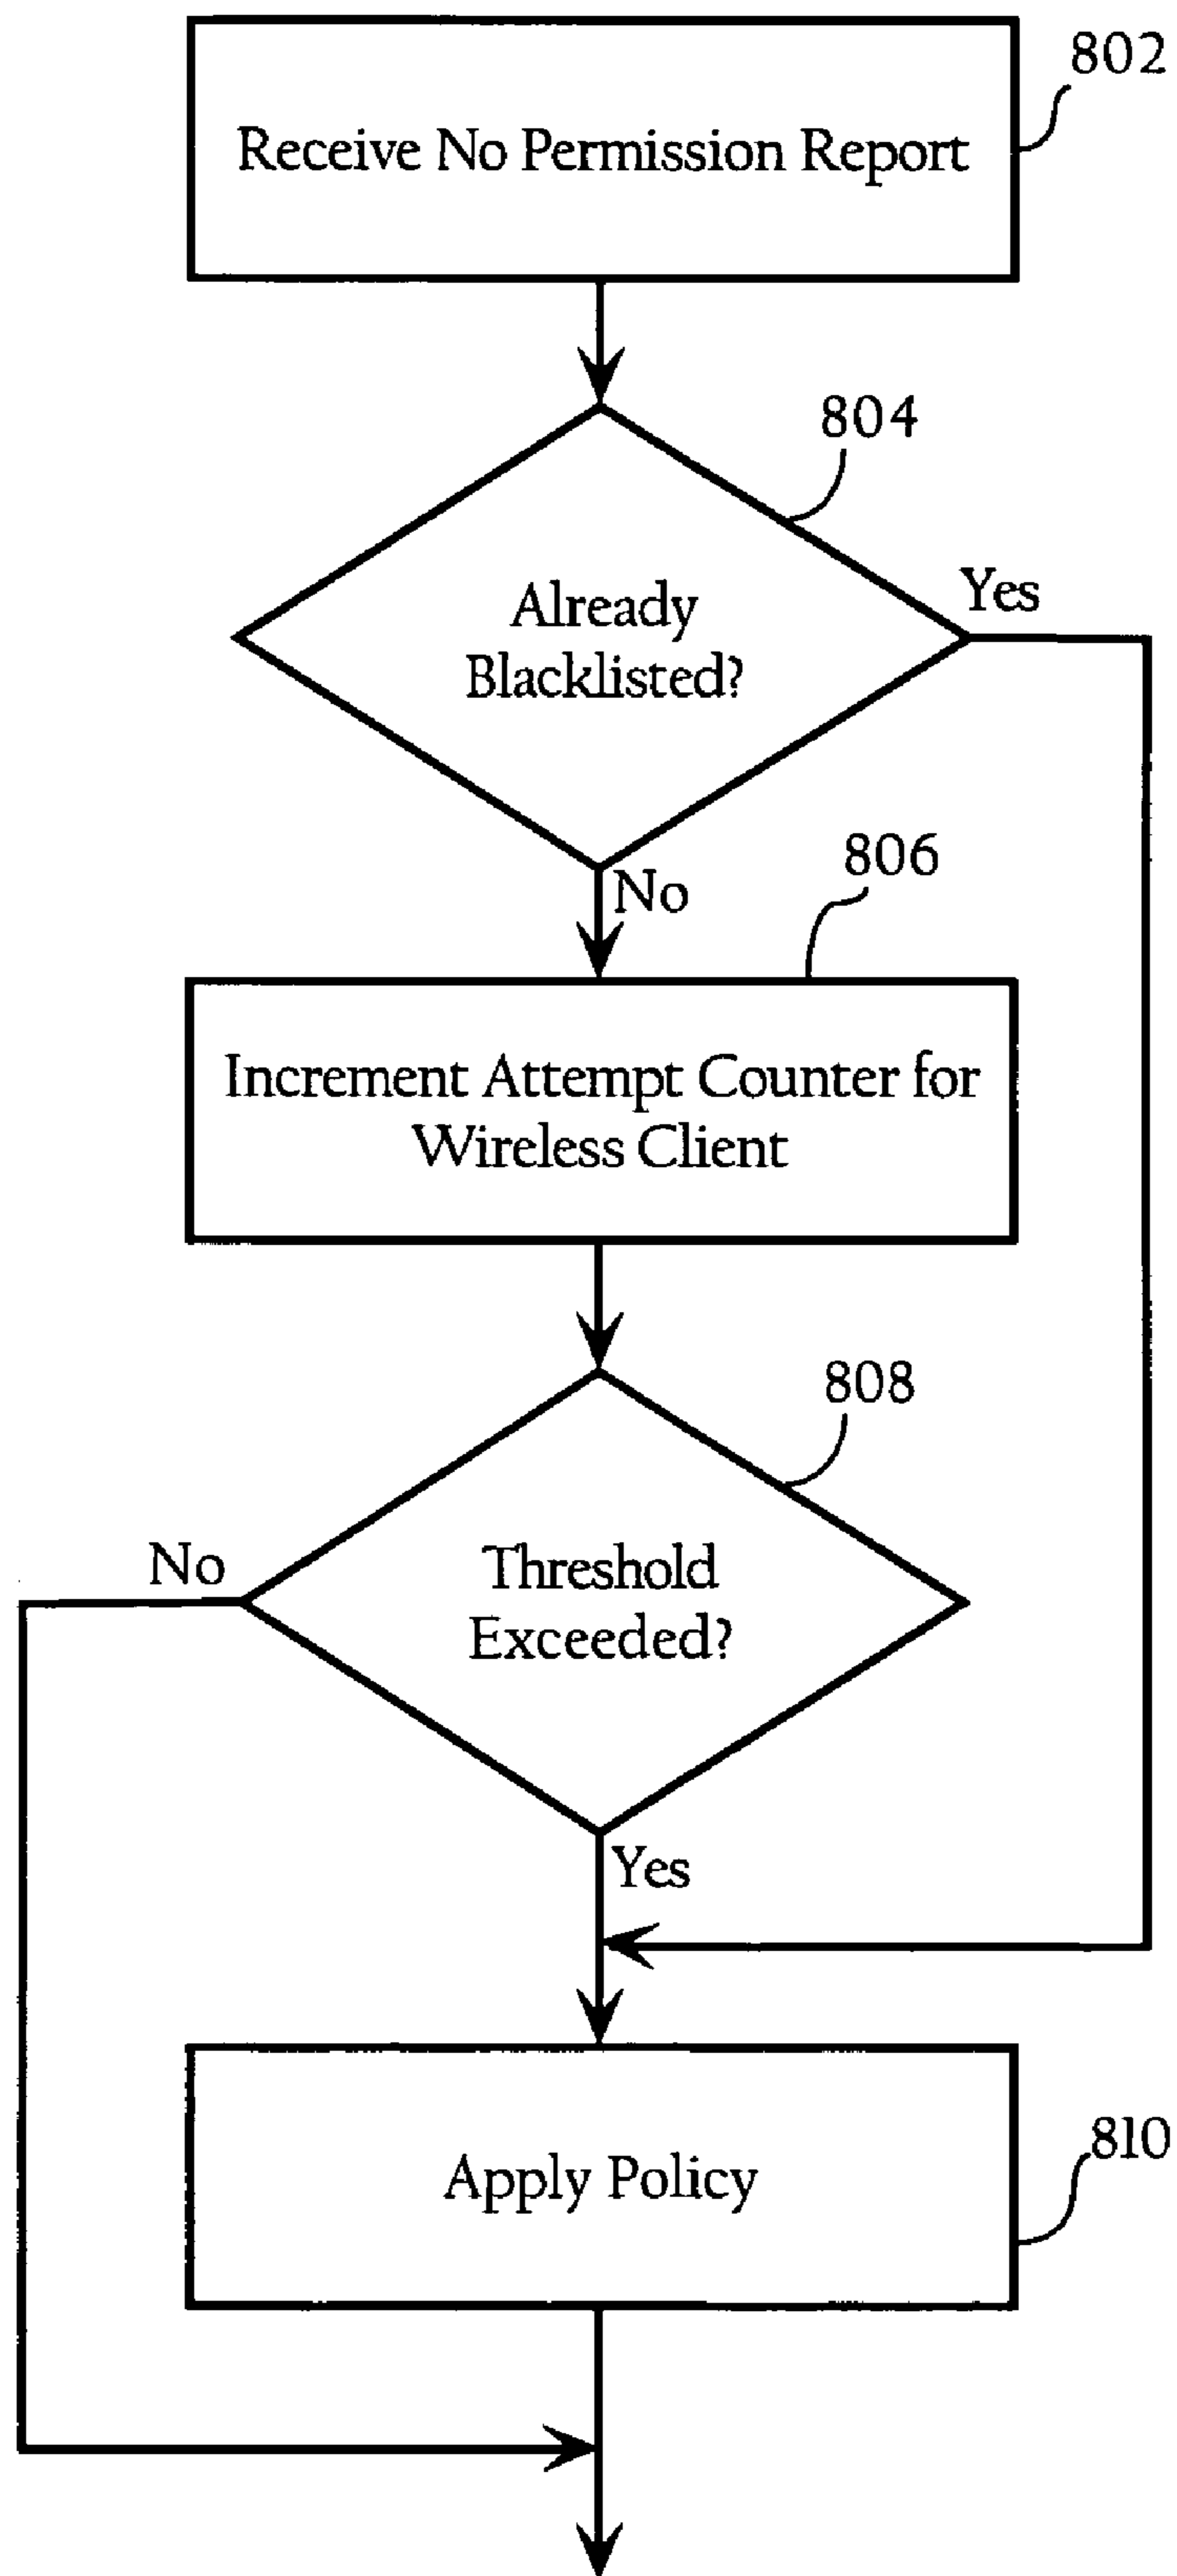 802
Receive No Permission Report
804
Already
Blacklisted?
Yes
No
806
Increment Attempt Counter for
Wireless Client
808
Threshold
Exceeded?
No
Yes
810
Apply Policy